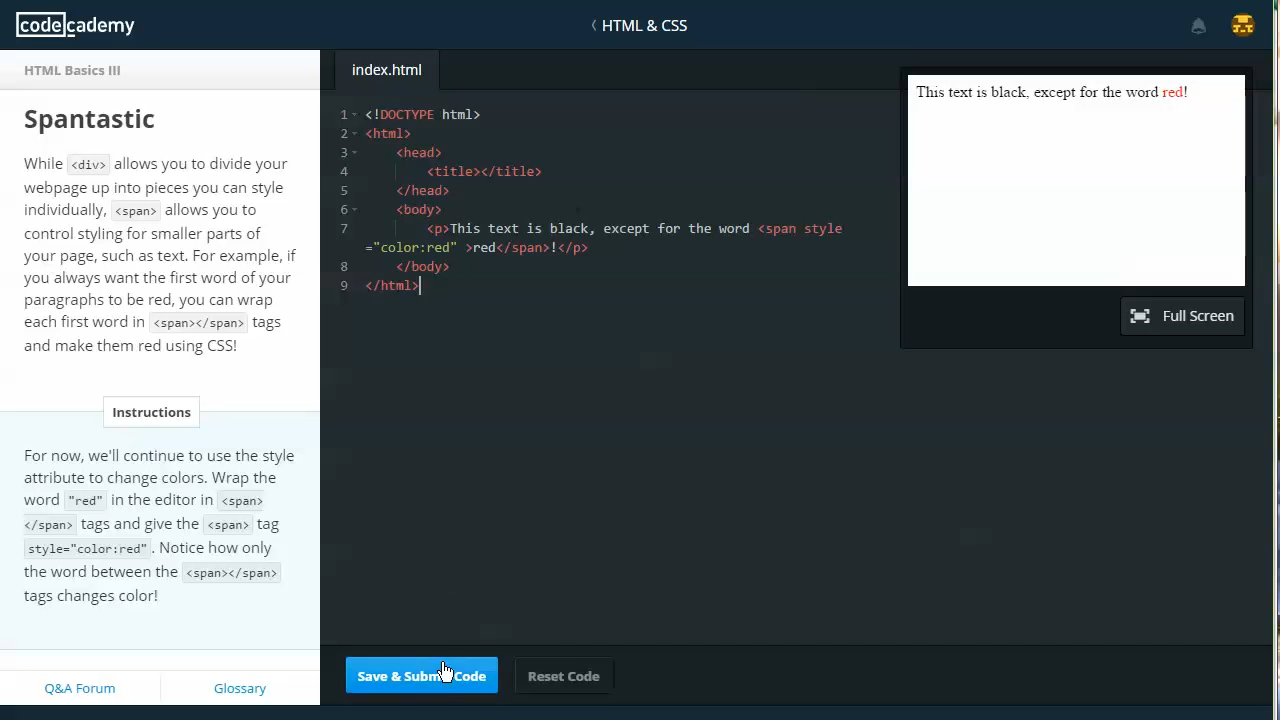 codecademy
HTML & CSS
HTML Basics III
Spantastic
While <div> allows you to divide your
webpage up into pieces you can style
individually, <span> allows you to
control styling for smaller parts of
your page, such as text. For example, if
you always want the first word of your
paragraphs to be red, you can wrap
each first word in <span></span> tags
and make them red using CSS!
Instructions
For now, we'll continue to use the style
attribute to change colors. Wrap the
word "red" in the editor in <span>
</span> tags and give the <span> tag
style="color:red". Notice how only
the word between the <span></span>
tags changes color!
Q&A Forum
Glossary
index.html
1 <!DOCTYPE html>
2 <html>
3 <head>
4 <title></title>
5 </head>
6 <body>
7 <p>This text is black, except for the word <span style
="color:red" >red</span>!</p>
8 </body>
9 </html>
This text is black, except for the word red!
Full Screen
Save & Submit Code
Reset Code